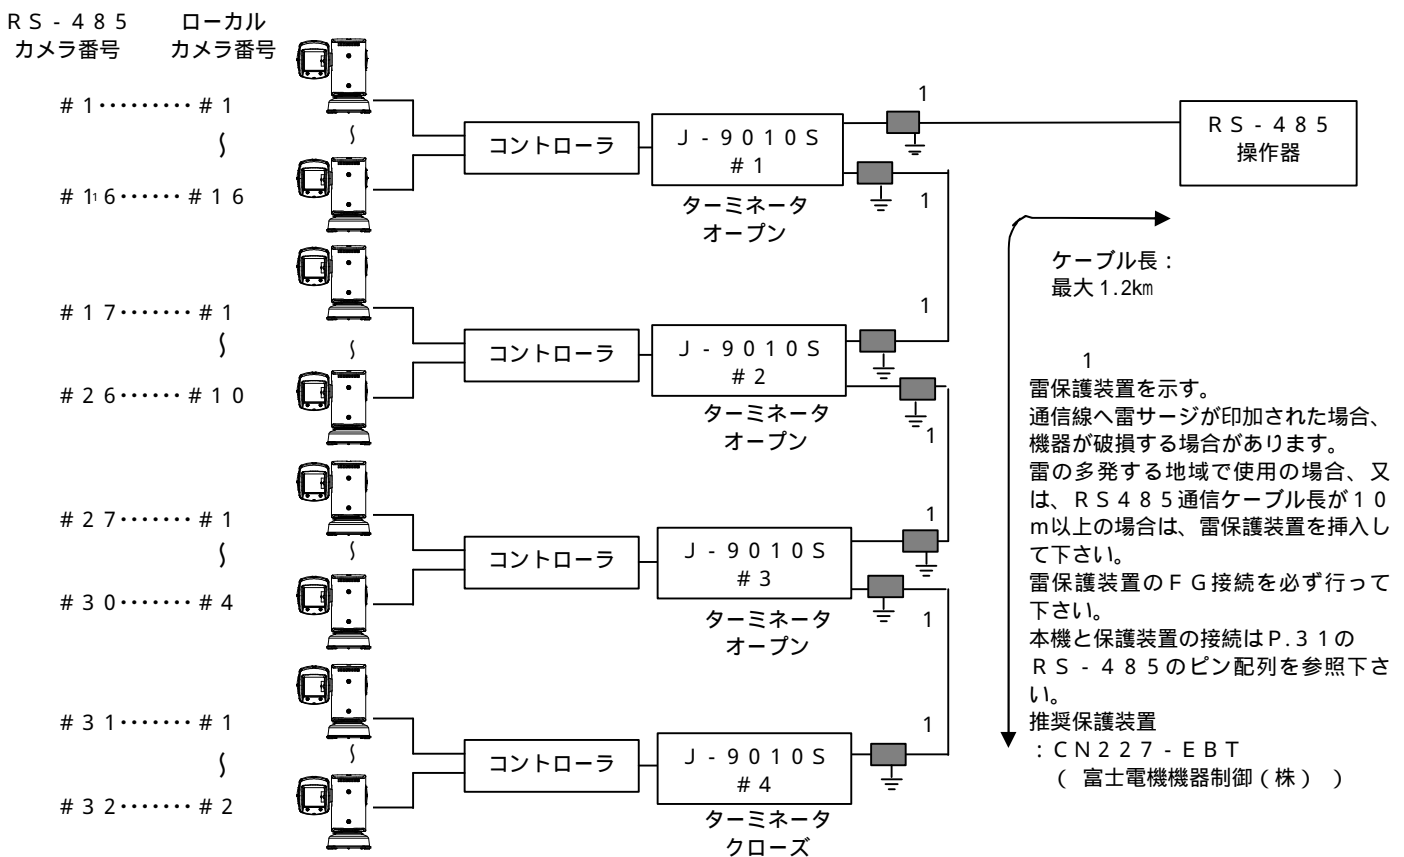 ＲＳ-４８５
カメラ番号
ローカル
カメラ番号
＃１‥‥‥‥‥＃１
∫
＃１６‥‥‥＃１６
コントローラ
Ｊ-９０１０Ｓ
＃１
ターミネータ
オープン
1
1
ＲＳ-４８５
操作器
ケーブル長：
最大1.2㎞
＃１７‥‥‥‥＃１
∫
＃２６‥‥‥＃１０
コントローラ
Ｊ-９０１０Ｓ
＃２
ターミネータ
オープン
1
1
＃２７‥‥‥‥＃１
∫
＃３０‥‥‥‥＃４
コントローラ
Ｊ-９０１０Ｓ
＃３
ターミネータ
オープン
1
1
＃３１‥‥‥‥＃１
∫
＃３２‥‥‥‥＃２
コントローラ
Ｊ-９０１０Ｓ
＃４
ターミネータ
クローズ
1
1
雷保護装置を示す。
通信線へ雷サージが印加された場合、
機器が破損する場合があります。
雷の多発する地域で使用の場合、又
は、ＲＳ４８５通信ケーブル長が１０
ｍ以上の場合は、雷保護装置を挿入し
て下さい。
雷保護装置のＦＧ接続を必ず行って
下さい。
本機と保護装置の接続はＰ.３１の
ＲＳ-４８５のピン配列を参照下さ
い。
推奨保護装置
：ＣＮ２２７-ＥＢＴ
（ 富士電機機器制御（株） ）